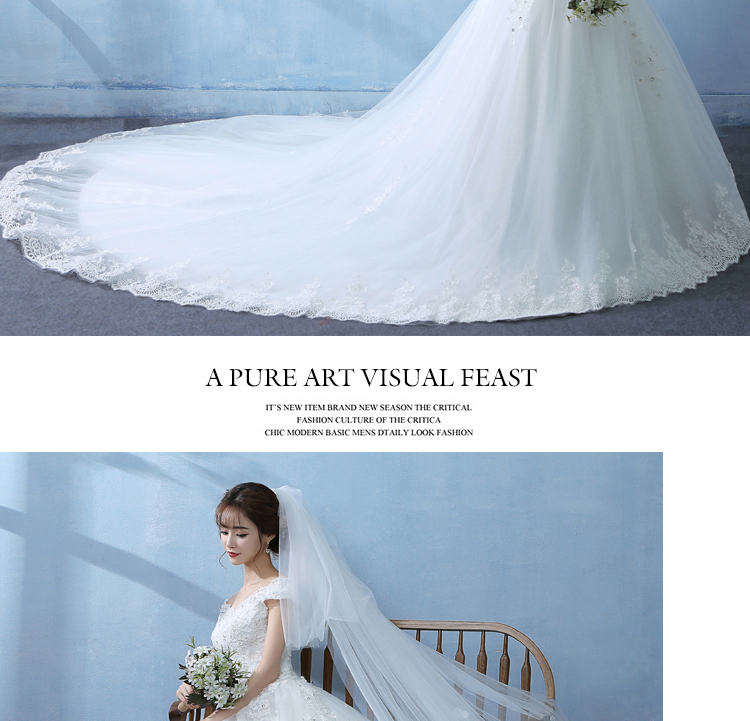 A PURE ART VISUAL FEAST
IT`S NEW ITEM BRAND NEW SEASON THE CRITICAL
FASHION CULTURE OF THE CRITICA
CHIC MODERN BASIC MENS DTAILY LOOK FASHION